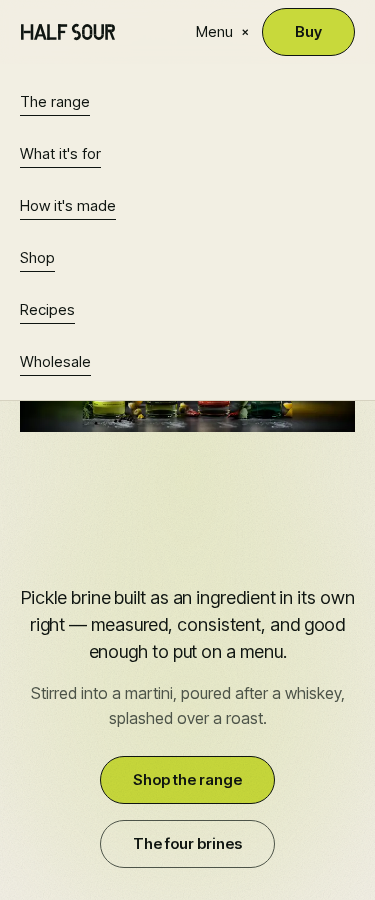 HALF SOUR
Menu ×
Buy
The range
What it's for
How it's made
Shop
Recipes
Wholesale
Pickle brine built as an ingredient in its own
right — measured, consistent, and good
enough to put on a menu.
Stirred into a martini, poured after a whiskey,
splashed over a roast.
Shop the range
The four brines